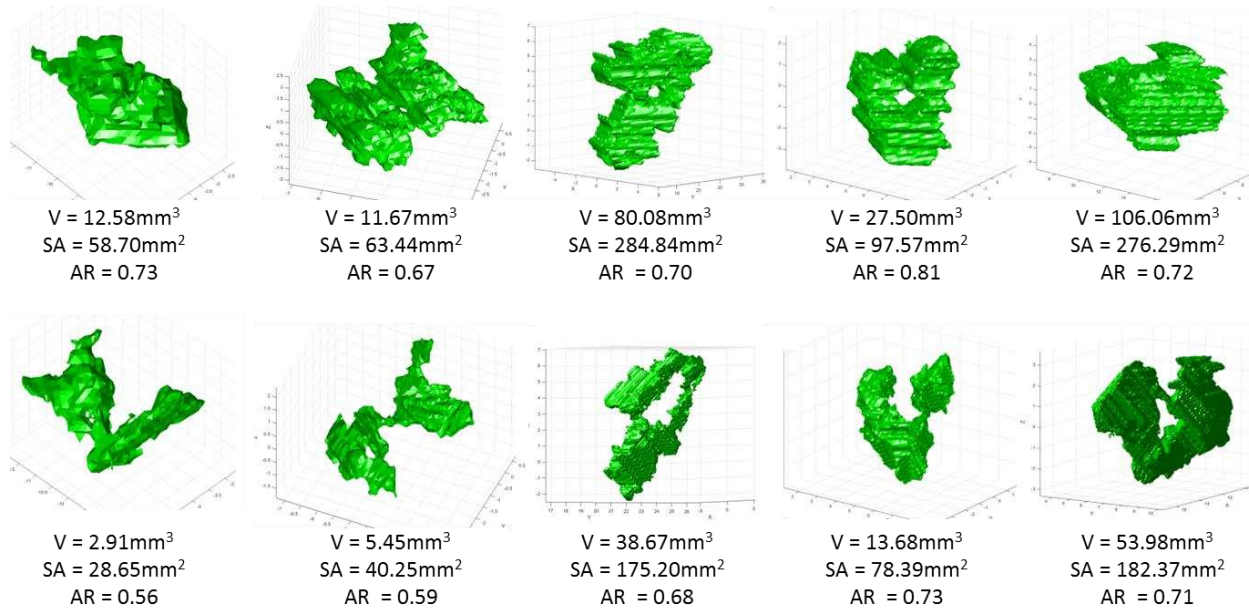 V = 12.58mm³
SA = 58.70mm²
AR = 0.73
V = 11.67mm³
SA = 63.44mm²
AR = 0.67
V = 80.08mm³
SA = 284.84mm²
AR = 0.70
V = 27.50mm³
SA = 97.57mm²
AR = 0.81
V = 106.06mm³
SA = 276.29mm²
AR = 0.72
V = 2.91mm³
SA = 28.65mm²
AR = 0.56
V = 5.45mm³
SA = 40.25mm²
AR = 0.59
V = 38.67mm³
SA = 175.20mm²
AR = 0.68
V = 13.68mm³
SA = 78.39mm²
AR = 0.73
V = 53.98mm³
SA = 182.37mm²
AR = 0.71